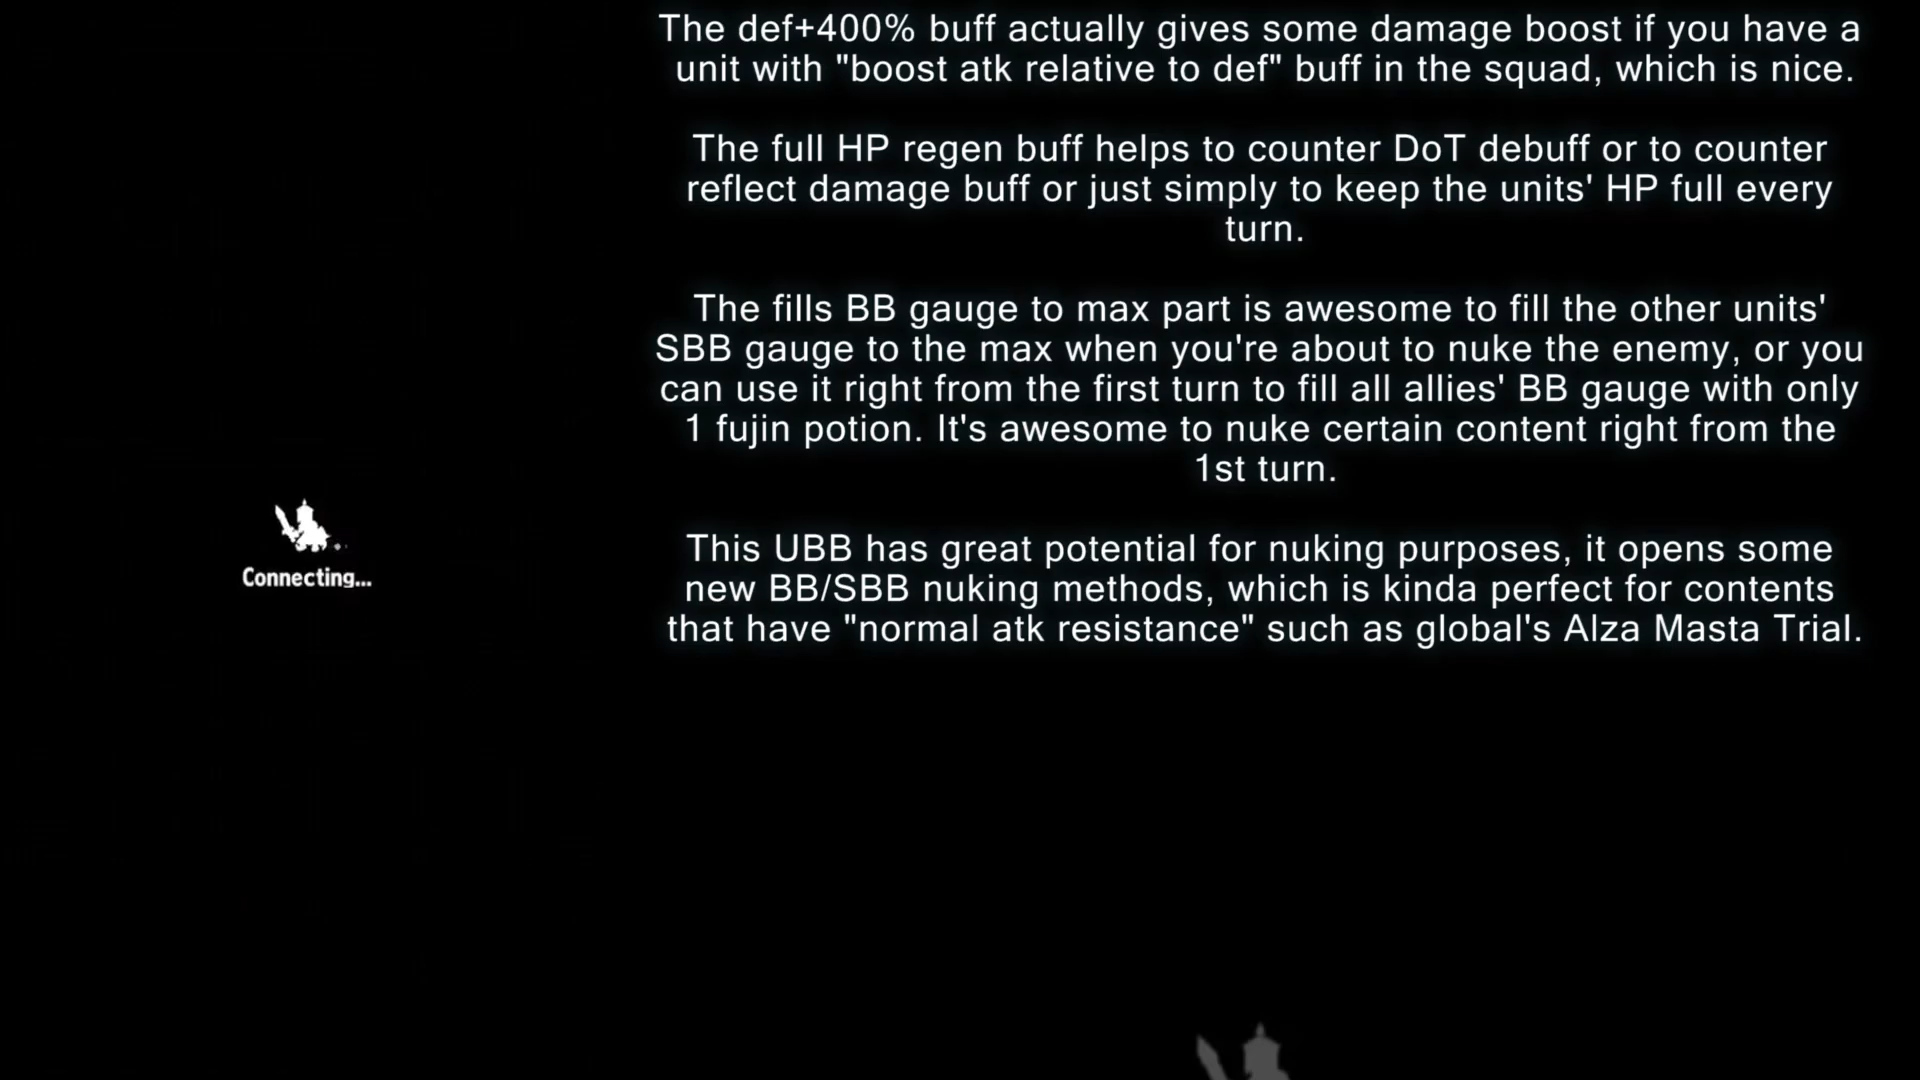 The def+400% buff actually gives some damage boost if you have a
unit with "boost atk relative to def" buff in the squad, which is nice.
The full HP regen buff helps to counter DoT debuff or to counter
reflect damage buff or just simply to keep the units' HP full every
turn.
The fills BB gauge to max part is awesome to fill the other units'
SBB gauge to the max when you're about to nuke the enemy, or you
can use it right from the first turn to fill all allies' BB gauge with only
1 fujin potion. It's awesome to nuke certain content right from the
1st turn.
This UBB has great potential for nuking purposes, it opens some
new BB/SBB nuking methods, which is kinda perfect for contents
that have "normal atk resistance" such as global's Alza Masta Trial.
Connecting...